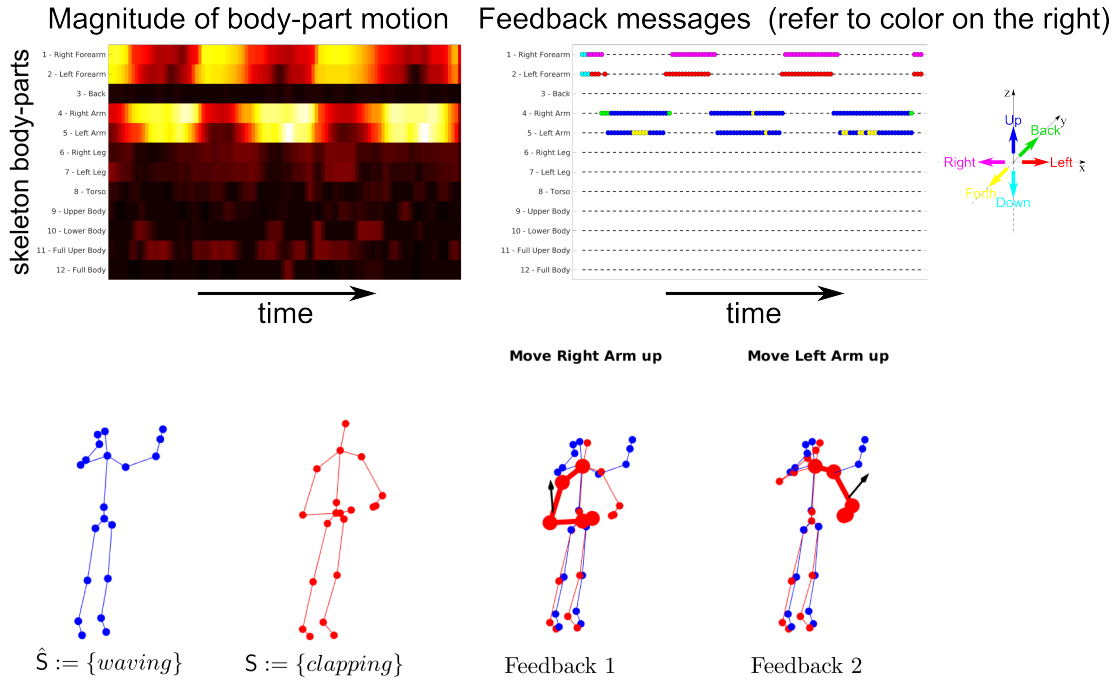 Magnitude of body-part motion
Feedback messages (refer to color on the right)
skeleton body-parts
1 - Right Forearm
2 - Left Forearm
3 - Back
4 - Right Arm
5 - Left Arm
6 - Right Leg
7 - Left Leg
8 - Torso
9 - Upper Body
10 - Lower Body
11 - Full Uper Body
12 - Full Body
time
1 - Right Forearm
2 - Left Forearm
3 - Back
4 - Right Arm
5 - Left Arm
6 - Right Leg
7 - Left Leg
8 - Torso
9 - Upper Body
10 - Lower Body
11 - Full Uper Body
12 - Full Body
time
z
y
Up
Back
Right
Left
x
Forth
Down
Move Right Arm up
Move Left Arm up
Ŝ := {waving}
S := {clapping}
Feedback 1
Feedback 2